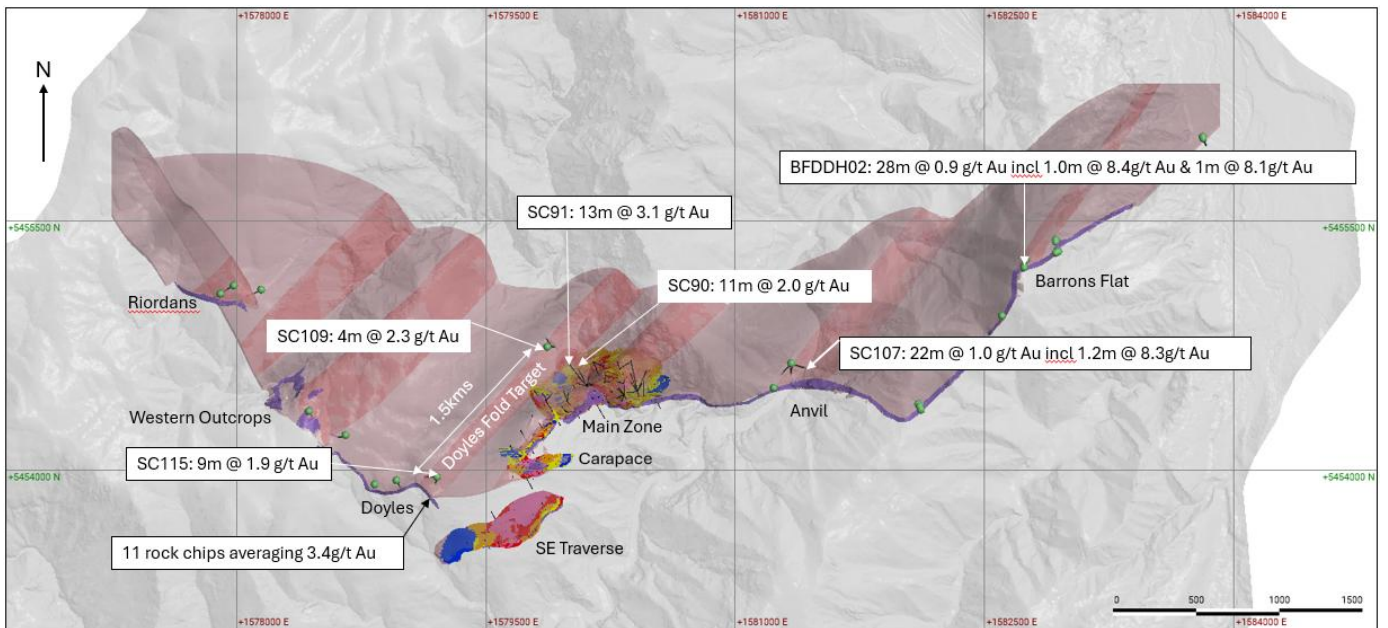 +1578000 E
+1579500 E
+1581000 E
+1582500 E
+1584000 E
N
BFDDH02: 28m @ 0.9 g/t Au incl 1.0m @ 8.4g/t Au & 1m @ 8.1g/t Au
SC91: 13m @ 3.1 g/t Au
+5455500 N
+5455500 N
SC90: 11m @ 2.0 g/t Au
Barrons Flat
Riordans
SC109: 4m @ 2.3 g/t Au
SC107: 22m @ 1.0 g/t Au incl 1.2m @ 8.3g/t Au
1.5kms
Doyles Fold Target
Western Outcrops
Main Zone
Anvil
SC115: 9m @ 1.9 g/t Au
Carapace
+5454000 N
+5454000 N
Doyles
11 rock chips averaging 3.4g/t Au
SE Traverse
0 500 1000 1500
+1578000 E
+1579500 E
+1581000 E
+1582500 E
+1584000 E